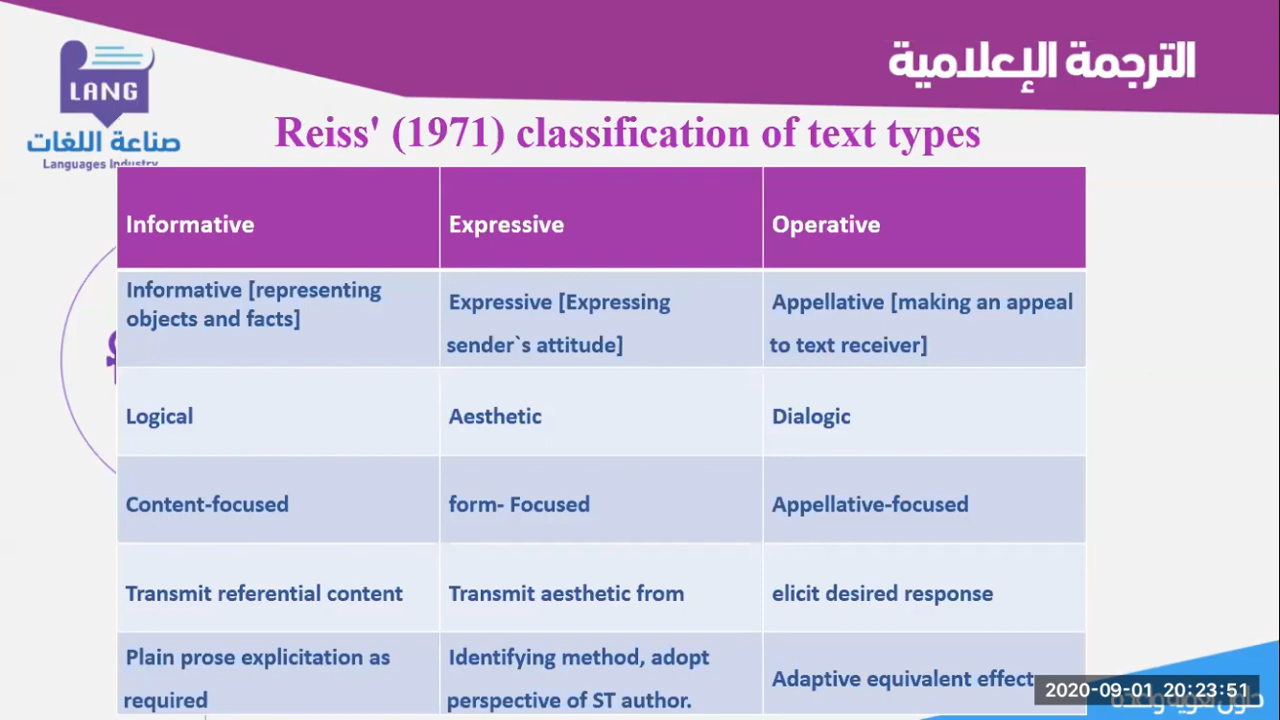 الترجمة الإعلامية
LANG
صناعة اللغات
Languages Industry
Reiss' (1971) classification of text types
Informative
Expressive
Operative
Informative [representing
objects and facts]
Expressive [Expressing
sender`s attitude]
Appellative [making an appeal
to text receiver]
Logical
Aesthetic
Dialogic
Content-focused
form- Focused
Appellative-focused
Transmit referential content
Transmit aesthetic from
elicit desired response
Plain prose explicitation as
required
Identifying method, adopt
perspective of ST author.
Adaptive equivalent effect
2020-09-01 20:23:51